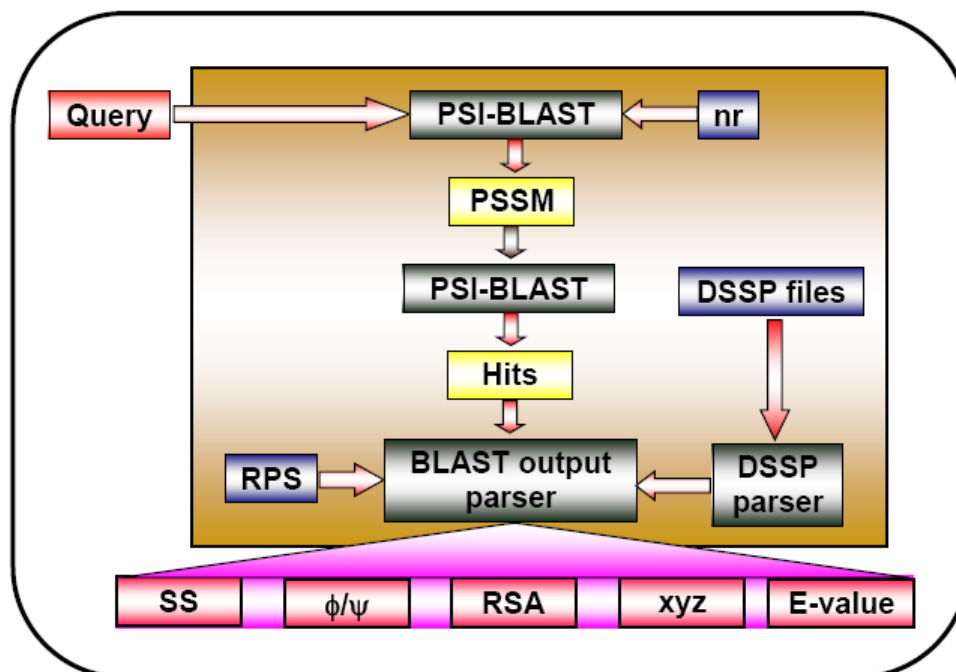 Query
PSI-BLAST
nr
PSSM
PSI-BLAST
DSSP files
Hits
RPS
BLAST output
parser
DSSP
parser
SS
ϕ/ψ
RSA
xyz
E-value